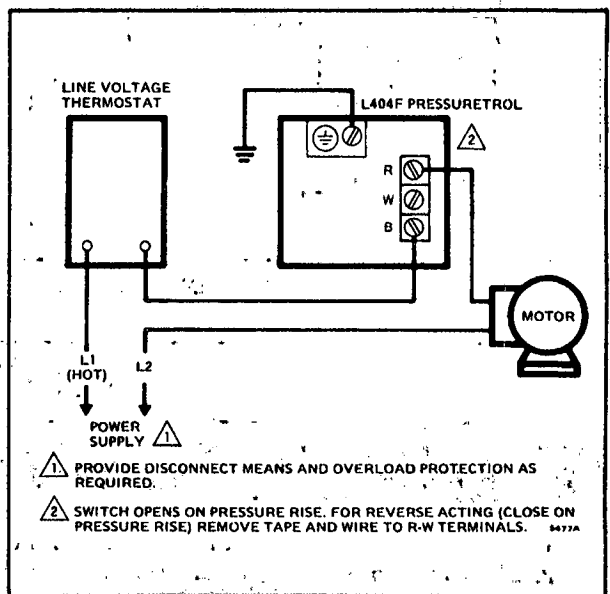 LINE VOLTAGE
THERMOSTAT
L404F PRESSURETROL
2
R
W
B
MOTOR
L1
(HOT)
L2
POWER
SUPPLY 1
1. PROVIDE DISCONNECT MEANS AND OVERLOAD PROTECTION AS
REQUIRED.
2 SWITCH OPENS ON PRESSURE RISE. FOR REVERSE ACTING (CLOSE ON
PRESSURE RISE) REMOVE TAPE AND WIRE TO R-W TERMINALS. 5477A